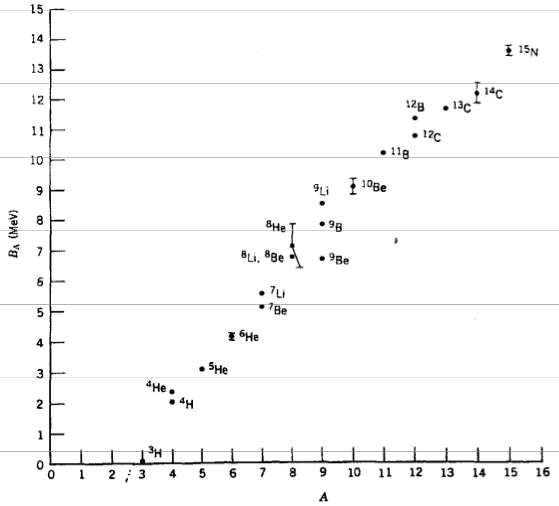 15
14
13
12
11
10
9
8
7
6
5
4
3
2
1
0
B_Λ (MeV)
¹⁵N
¹⁴C
¹³C
¹²B
¹²C
¹¹B
¹⁰Be
⁹Li
⁹B
⁹Be
⁸He
⁸Li, ⁸Be
⁷Li
⁷Be
⁶He
⁵He
⁴He
⁴H
³H
0 1 2 3 4 5 6 7 8 9 10 11 12 13 14 15 16
A